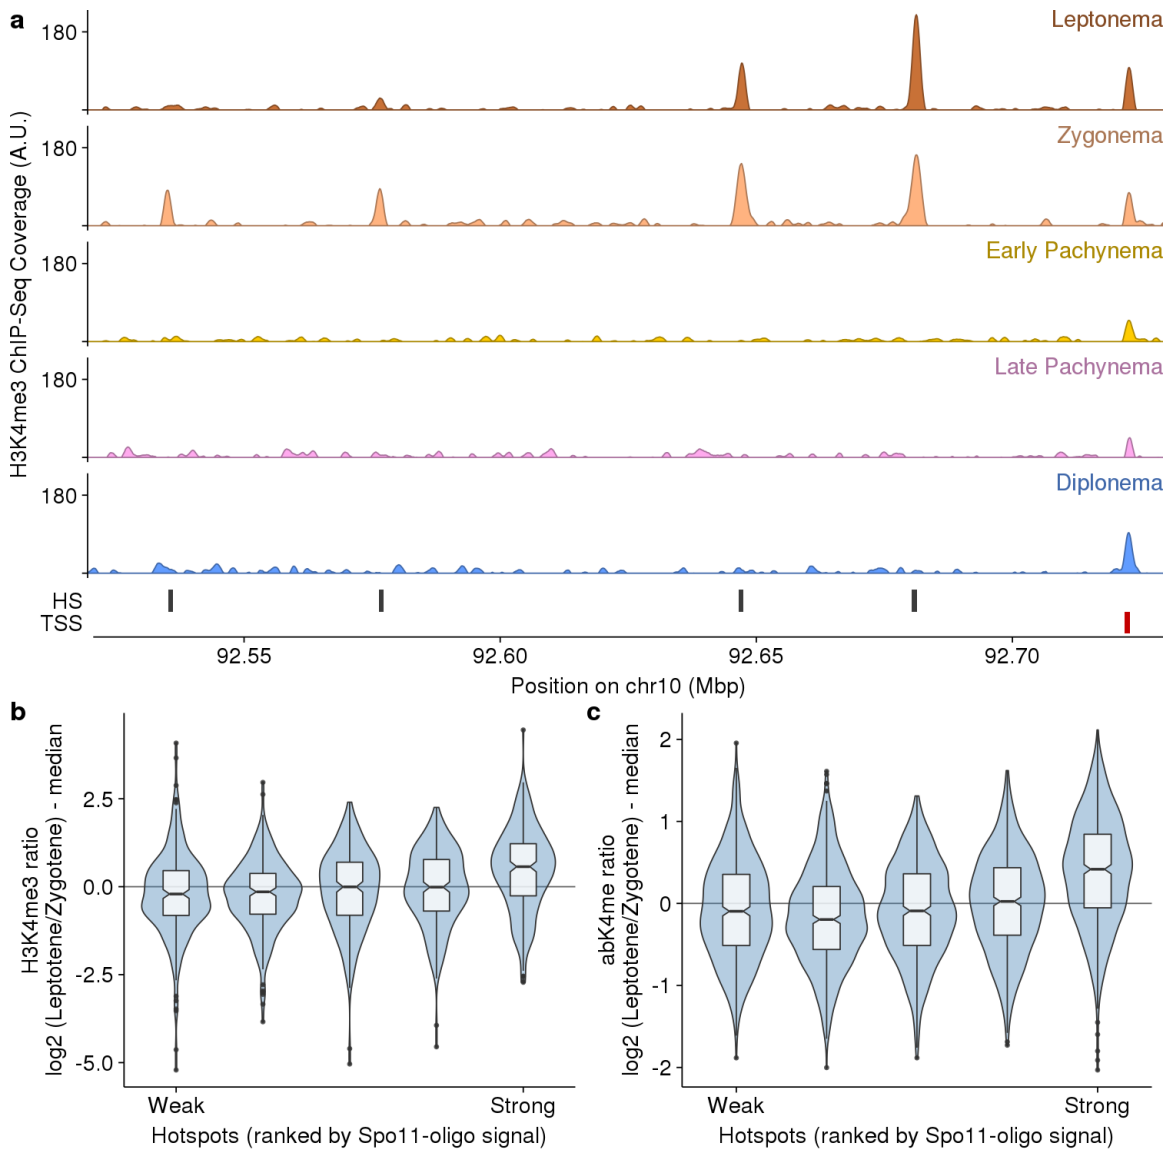 a
Leptonema
180
Zygonema
180
Early Pachynema
180
Late Pachynema
180
Diplonema
180
H3K4me3 ChIP-Seq Coverage (A.U.)
HS
TSS
92.55 92.60 92.65 92.70
Position on chr10 (Mbp)
b
H3K4me3 ratio
log2 (Leptotene/Zygotene) - median
2.5
0.0
-2.5
-5.0
Weak Strong
Hotspots (ranked by Spo11-oligo signal)
c
abK4me ratio
log2 (Leptotene/Zygotene) - median
2
1
0
-1
-2
Weak Strong
Hotspots (ranked by Spo11-oligo signal)